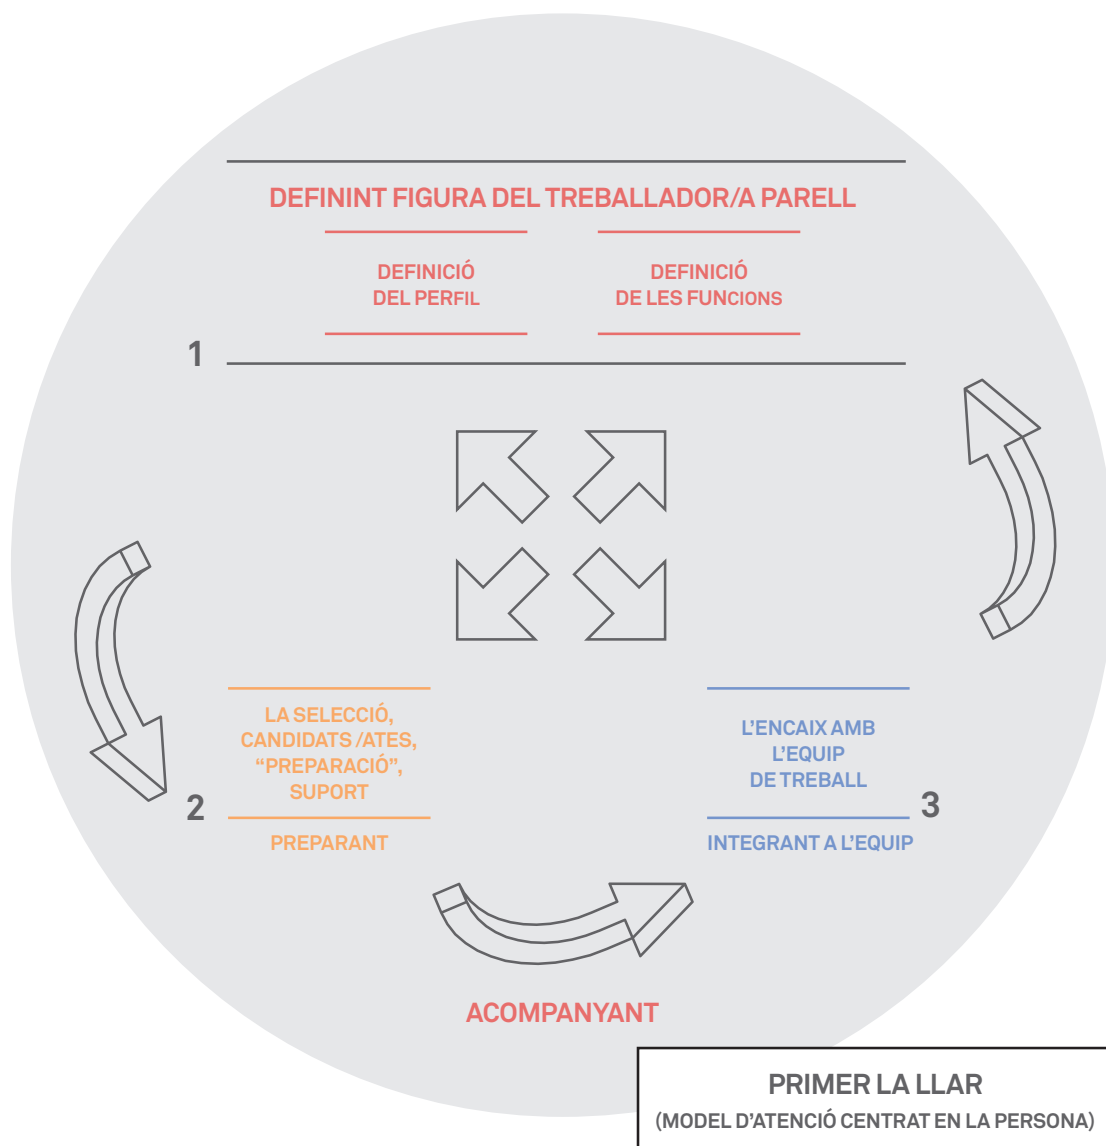 DEFININT FIGURA DEL TREBALLADOR/A PARELL
DEFINICIÓ
DEL PERFIL
DEFINICIÓ
DE LES FUNCIONS
1
LA SELECCIÓ,
CANDIDATS /ATES,
“PREPARACIÓ”,
SUPORT
2
PREPARANT
L’ENCAIX AMB
L’EQUIP
DE TREBALL
3
INTEGRANT A L’EQUIP
ACOMPANYANT
PRIMER LA LLAR
(MODEL D’ATENCIÓ CENTRAT EN LA PERSONA)